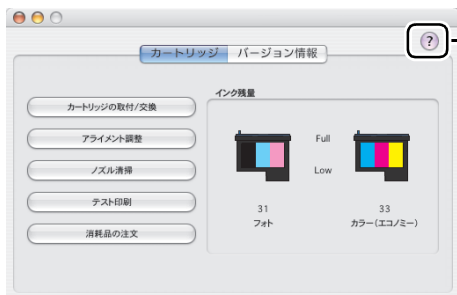 カートリッジ バージョン情報
?
カートリッジの取付/交換
アライメント調整
ノズル清掃
テスト印刷
消耗品の注文
インク残量
Full
Low
31
フォト
33
カラー(エコノミー)